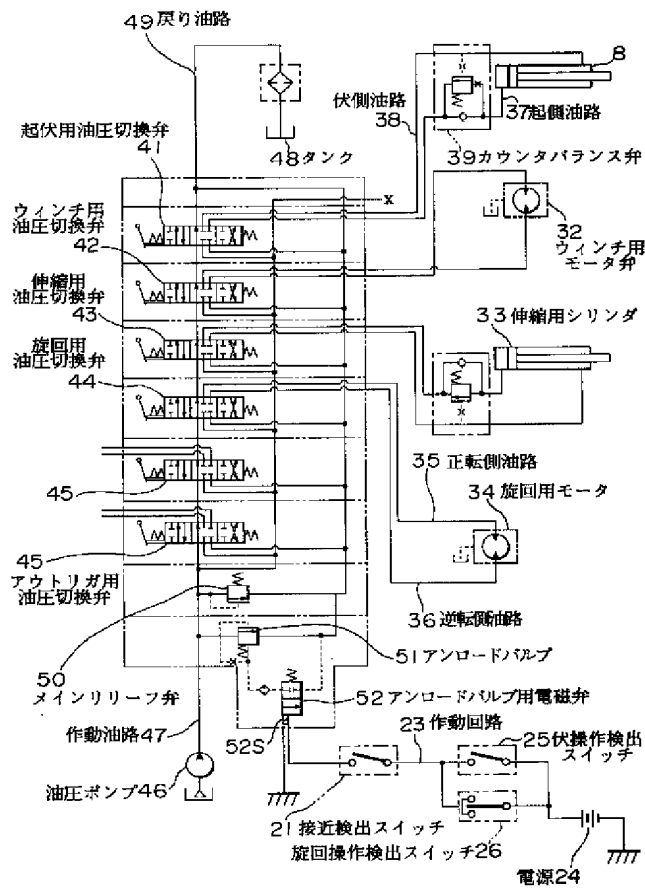 49 戻り油路
48 タンク
起伏用油圧切換弁
41
ウィンチ用
油圧切換弁
42
伸縮用
油圧切換弁
43
旋回用
油圧切換弁
44
45
45
アウトリガ用
油圧切換弁
50
メインリリーフ弁
作動油路 47
油圧ポンプ 46
8
伏側油路
38
37 起側油路
39 カウンタバランス弁
x
32
ウィンチ用
モータ弁
33 伸縮用シリンダ
35 正転側油路
34 旋回用モータ
36 逆転側油路
51 アンロードバルブ
52 アンロードバルブ用電磁弁
52S
23 作動回路
25 伏操作検出
スイッチ
21 接近検出スイッチ
旋回操作検出スイッチ 26
電源 24